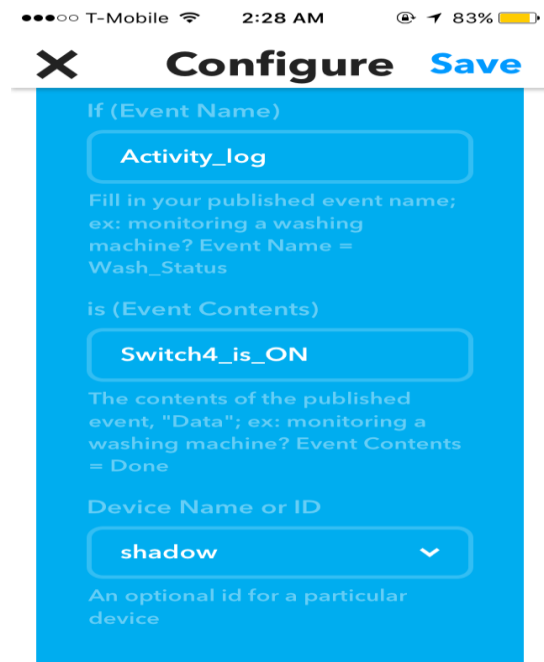 T-Mobile 2:28 AM 83%
Configure Save
If (Event Name)
Activity_log
Fill in your published event name;
ex: monitoring a washing
machine? Event Name =
Wash_Status
is (Event Contents)
Switch4_is_ON
The contents of the published
event, "Data"; ex: monitoring a
washing machine? Event Contents
= Done
Device Name or ID
shadow
An optional id for a particular
device